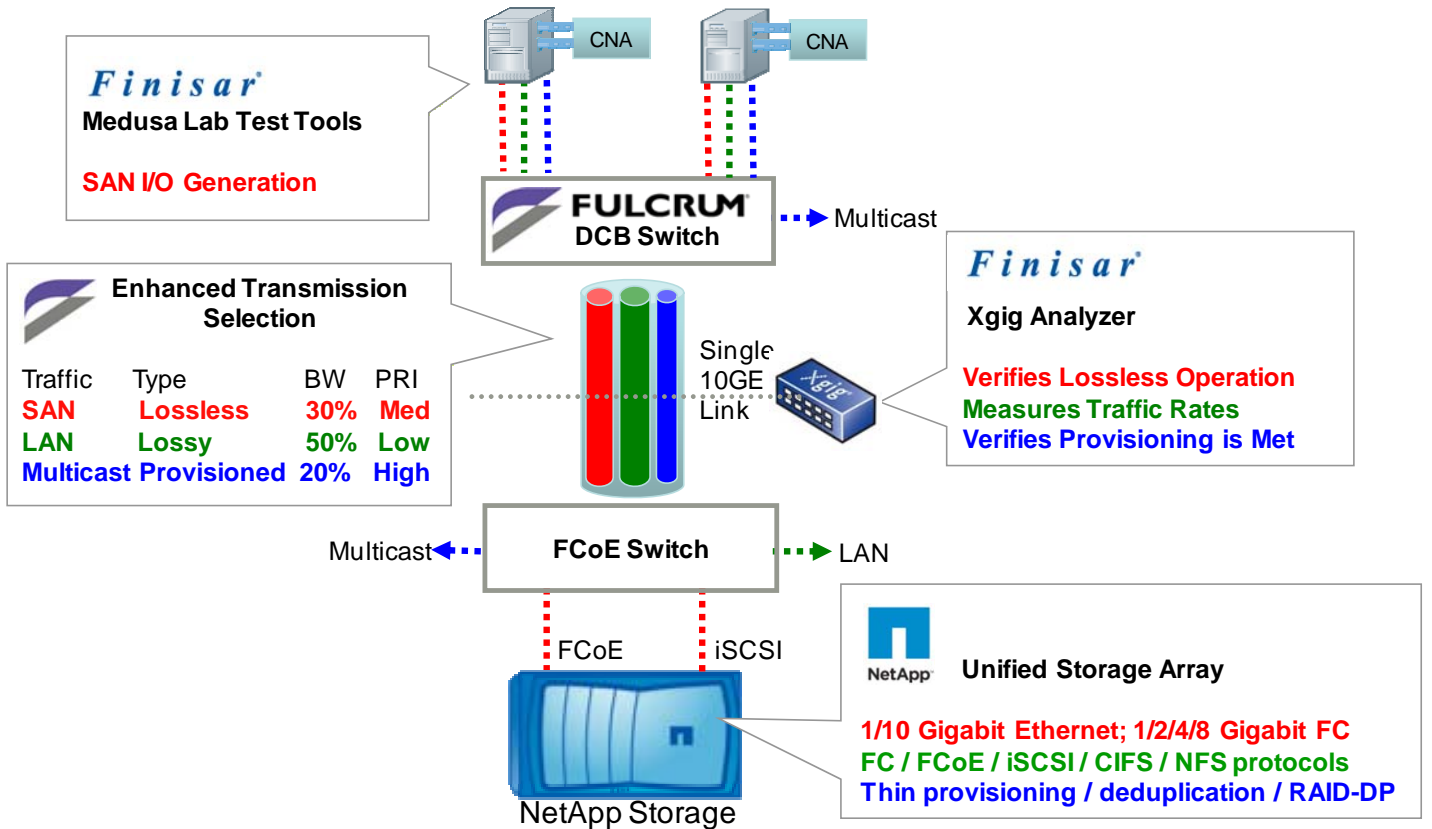 CNA
CNA
Finisar®
Medusa Lab Test Tools
SAN I/O Generation
FULCRUM
DCB Switch
Multicast
Enhanced Transmission
Selection
Traffic Type BW PRI
SAN Lossless 30% Med
LAN Lossy 50% Low
Multicast Provisioned 20% High
Single
10GE
Link
Xgig
Finisar®
Xgig Analyzer
Verifies Lossless Operation
Measures Traffic Rates
Verifies Provisioning is Met
Multicast
FCoE Switch
LAN
FCoE
iSCSI
NetApp Storage
NetApp
Unified Storage Array
1/10 Gigabit Ethernet; 1/2/4/8 Gigabit FC
FC / FCoE / iSCSI / CIFS / NFS protocols
Thin provisioning / deduplication / RAID-DP